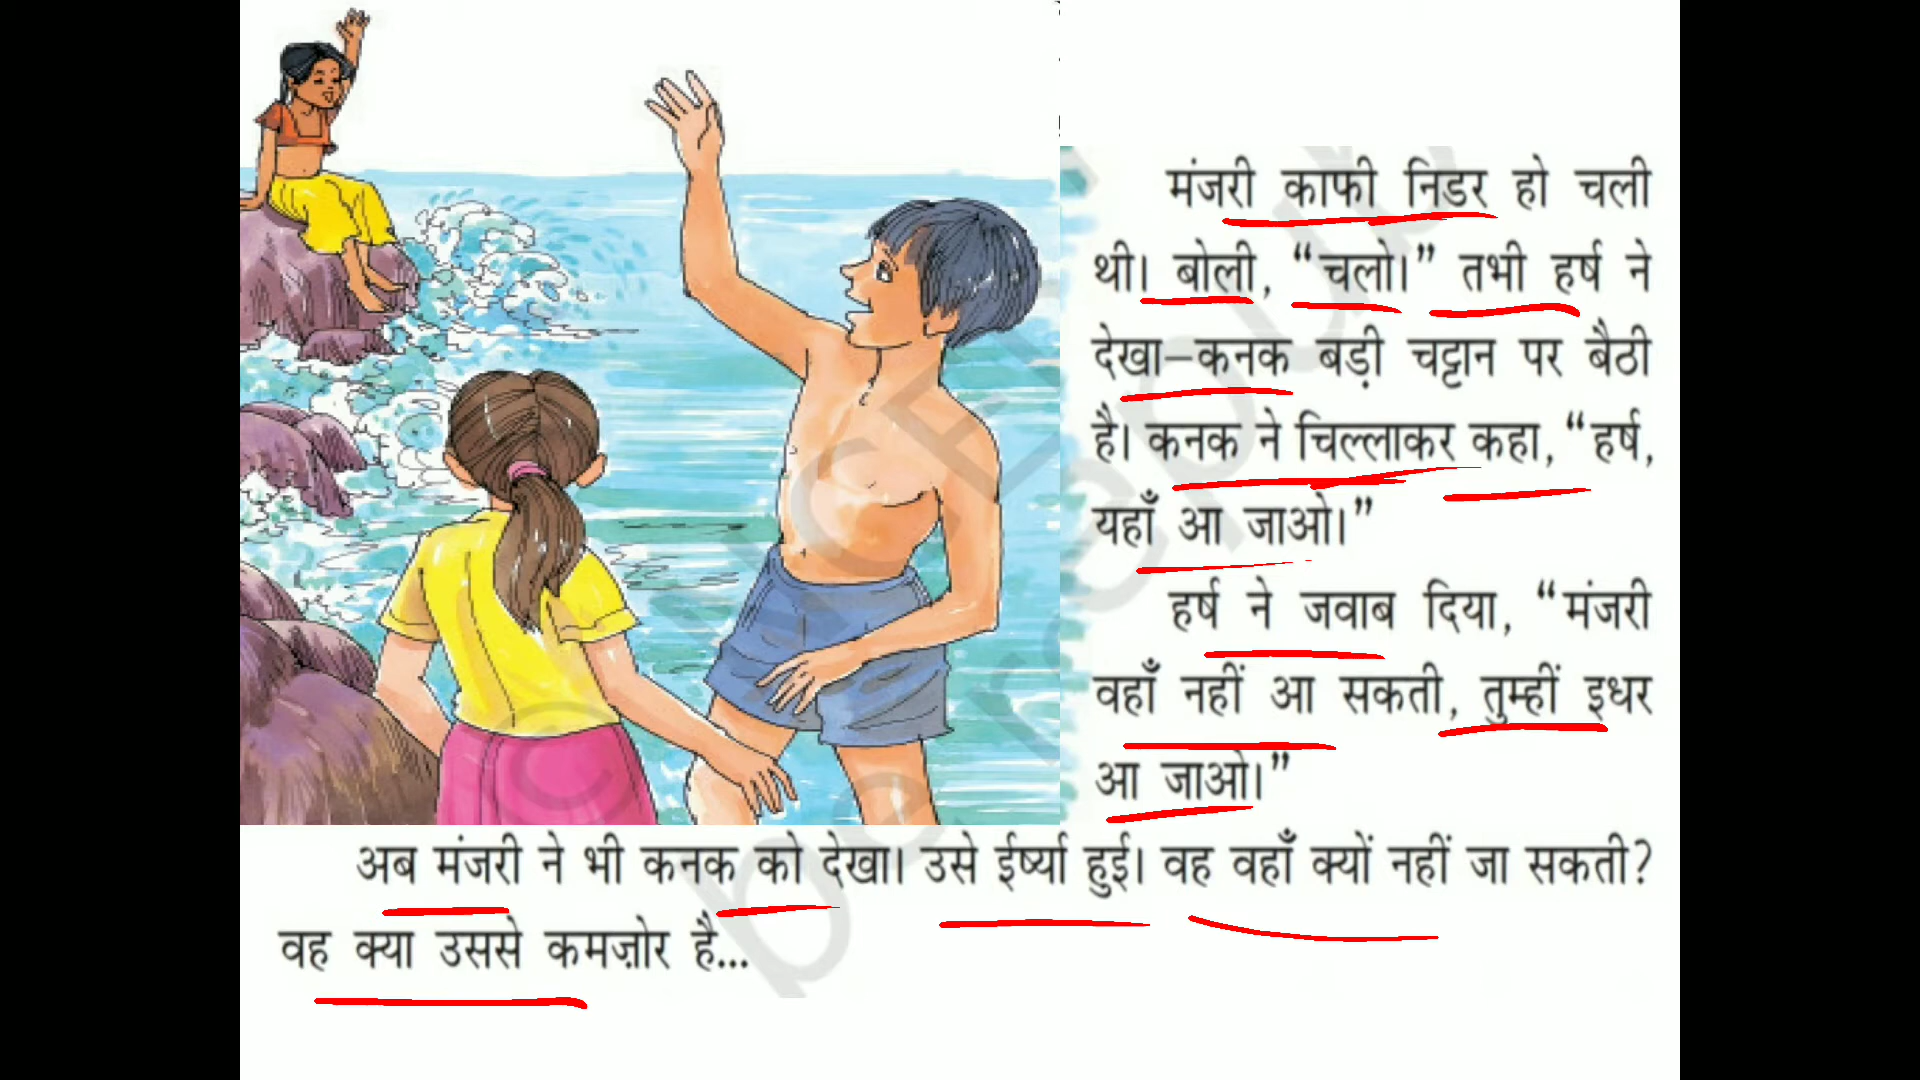 मंजरी काफी निडर हो चली
थी। बोली, “चलो।” तभी हर्ष ने
देखा–कनक बड़ी चट्टान पर बैठी
है। कनक ने चिल्लाकर कहा, “हर्ष,
यहाँ आ जाओ।”
हर्ष ने जवाब दिया, “मंजरी
वहाँ नहीं आ सकती, तुम्हीं इधर
आ जाओ।”
अब मंजरी ने भी कनक को देखा। उसे ईर्ष्या हुई। वह वहाँ क्यों नहीं जा सकती?
वह क्या उससे कमज़ोर है...